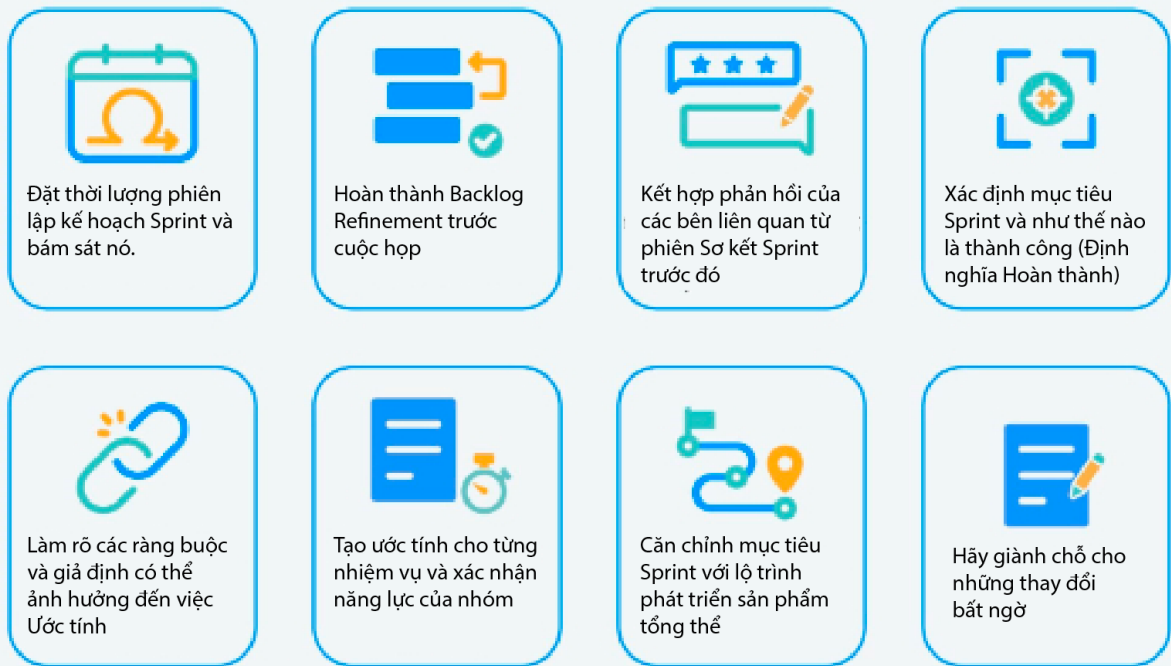 Đặt thời lượng phiên
lập kế hoạch Sprint và
bám sát nó.
Hoàn thành Backlog
Refinement trước
cuộc họp
Kết hợp phản hồi của
các bên liên quan từ
phiên Sơ kết Sprint
trước đó
Xác định mục tiêu
Sprint và như thế nào
là thành công (Định
nghĩa Hoàn thành)
Làm rõ các ràng buộc
và giả định có thể
ảnh hưởng đến việc
Ước tính
Tạo ước tính cho từng
nhiệm vụ và xác nhận
năng lực của nhóm
Căn chỉnh mục tiêu
Sprint với lộ trình
phát triển sản phẩm
tổng thể
Hãy giành chỗ cho
những thay đổi
bất ngờ